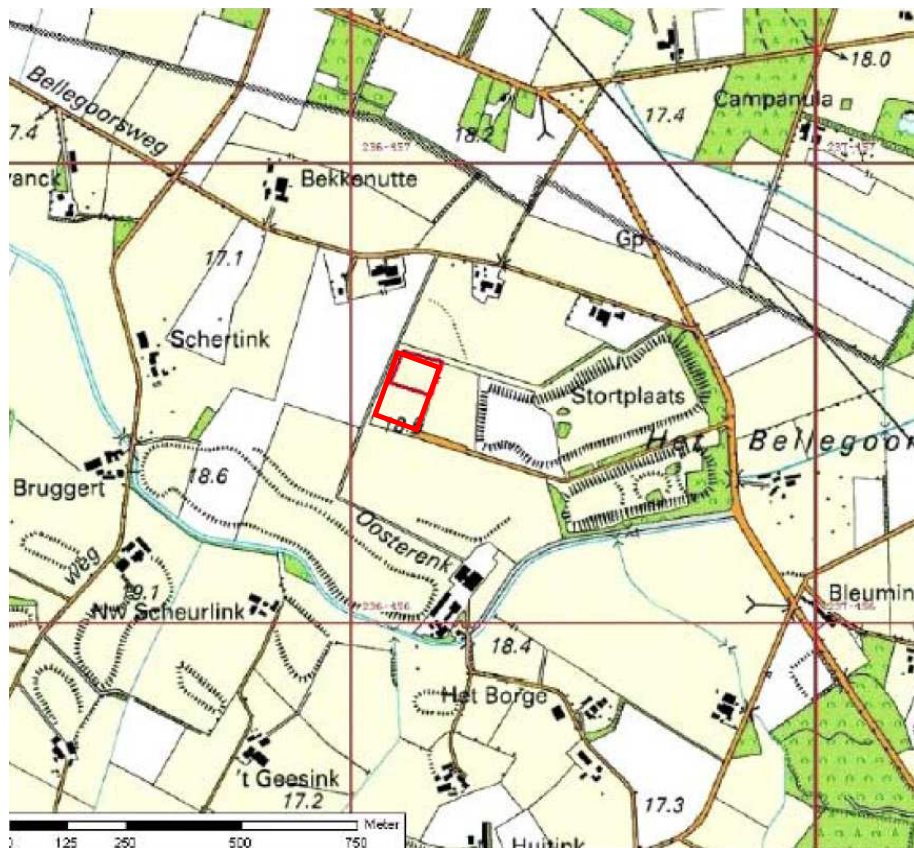 18.0
Campanula
17.4
Bellegoorsweg
7.4
18.2
236-457
237-457
vanck
Bekkenutte
Gp
17.1
Schertink
Stortplaats
Het Bellegoor
18.6
Bruggert
Oosterenk
weg
19.1
Nw Scheurlink
236-456
237-456
Bleumin
18.4
Het Borge
't Geesink
17.2
17.3
Huitink
Meter
0 125 250 500 750